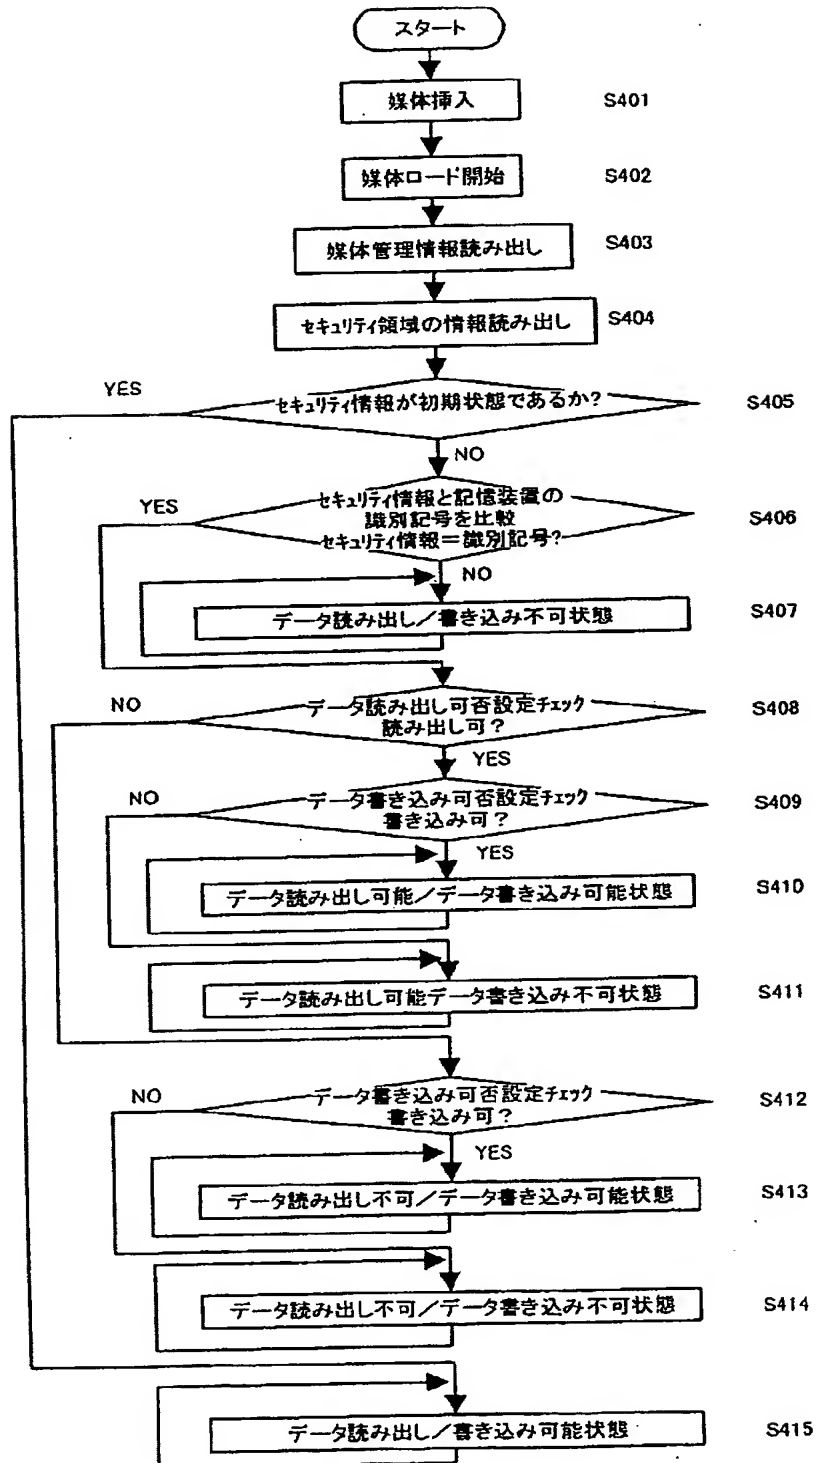 スタート
媒体挿入
S401
媒体ロード開始
S402
媒体管理情報読み出し
S403
セキュリティ領域の情報読み出し
S404
YES
セキュリティ情報が初期状態であるか?
S405
NO
YES
セキュリティ情報と記憶装置の
識別記号を比較
セキュリティ情報=識別記号?
S406
NO
データ読み出し/書き込み不可状態
S407
NO
データ読み出し可否設定チェック
読み出し可?
S408
YES
NO
データ書き込み可否設定チェック
書き込み可?
S409
YES
データ読み出し可能/データ書き込み可能状態
S410
データ読み出し可能データ書き込み不可状態
S411
NO
データ書き込み可否設定チェック
書き込み可?
S412
YES
データ読み出し不可/データ書き込み可能状態
S413
データ読み出し不可/データ書き込み不可状態
S414
データ読み出し/書き込み可能状態
S415